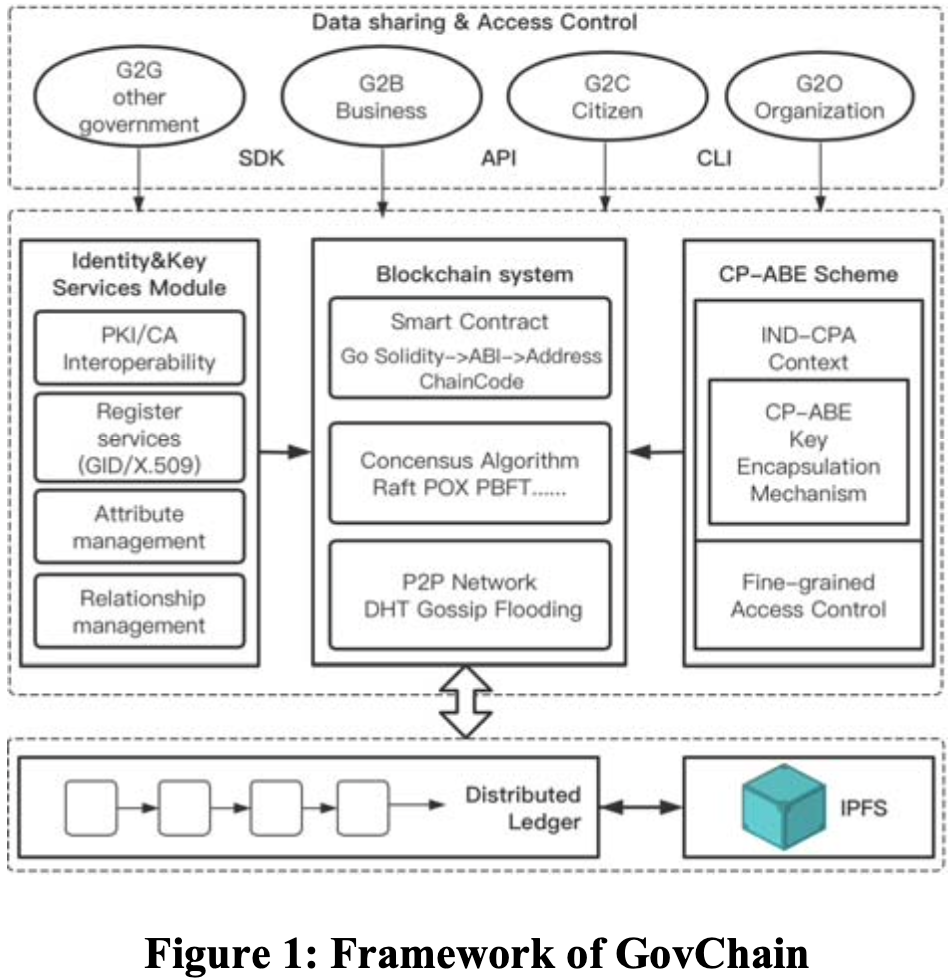 Data sharing & Access Control
G2G
other
government
G2B
Business
G2C
Citizen
G2O
Organization
SDK
API
CLI
Identity&Key
Services Module
PKI/CA
Interoperability
Register
services
(GID/X.509)
Attribute
management
Relationship
management
Blockchain system
Smart Contract
Go Solidity->ABI->Address
ChainCode
Concensus Algorithm
Raft POX PBFT......
P2P Network
DHT Gossip Flooding
CP-ABE Scheme
IND-CPA
Context
CP-ABE
Key
Encapsulation
Mechanism
Fine-grained
Access Control
Distributed
Ledger
IPFS
Figure 1: Framework of GovChain